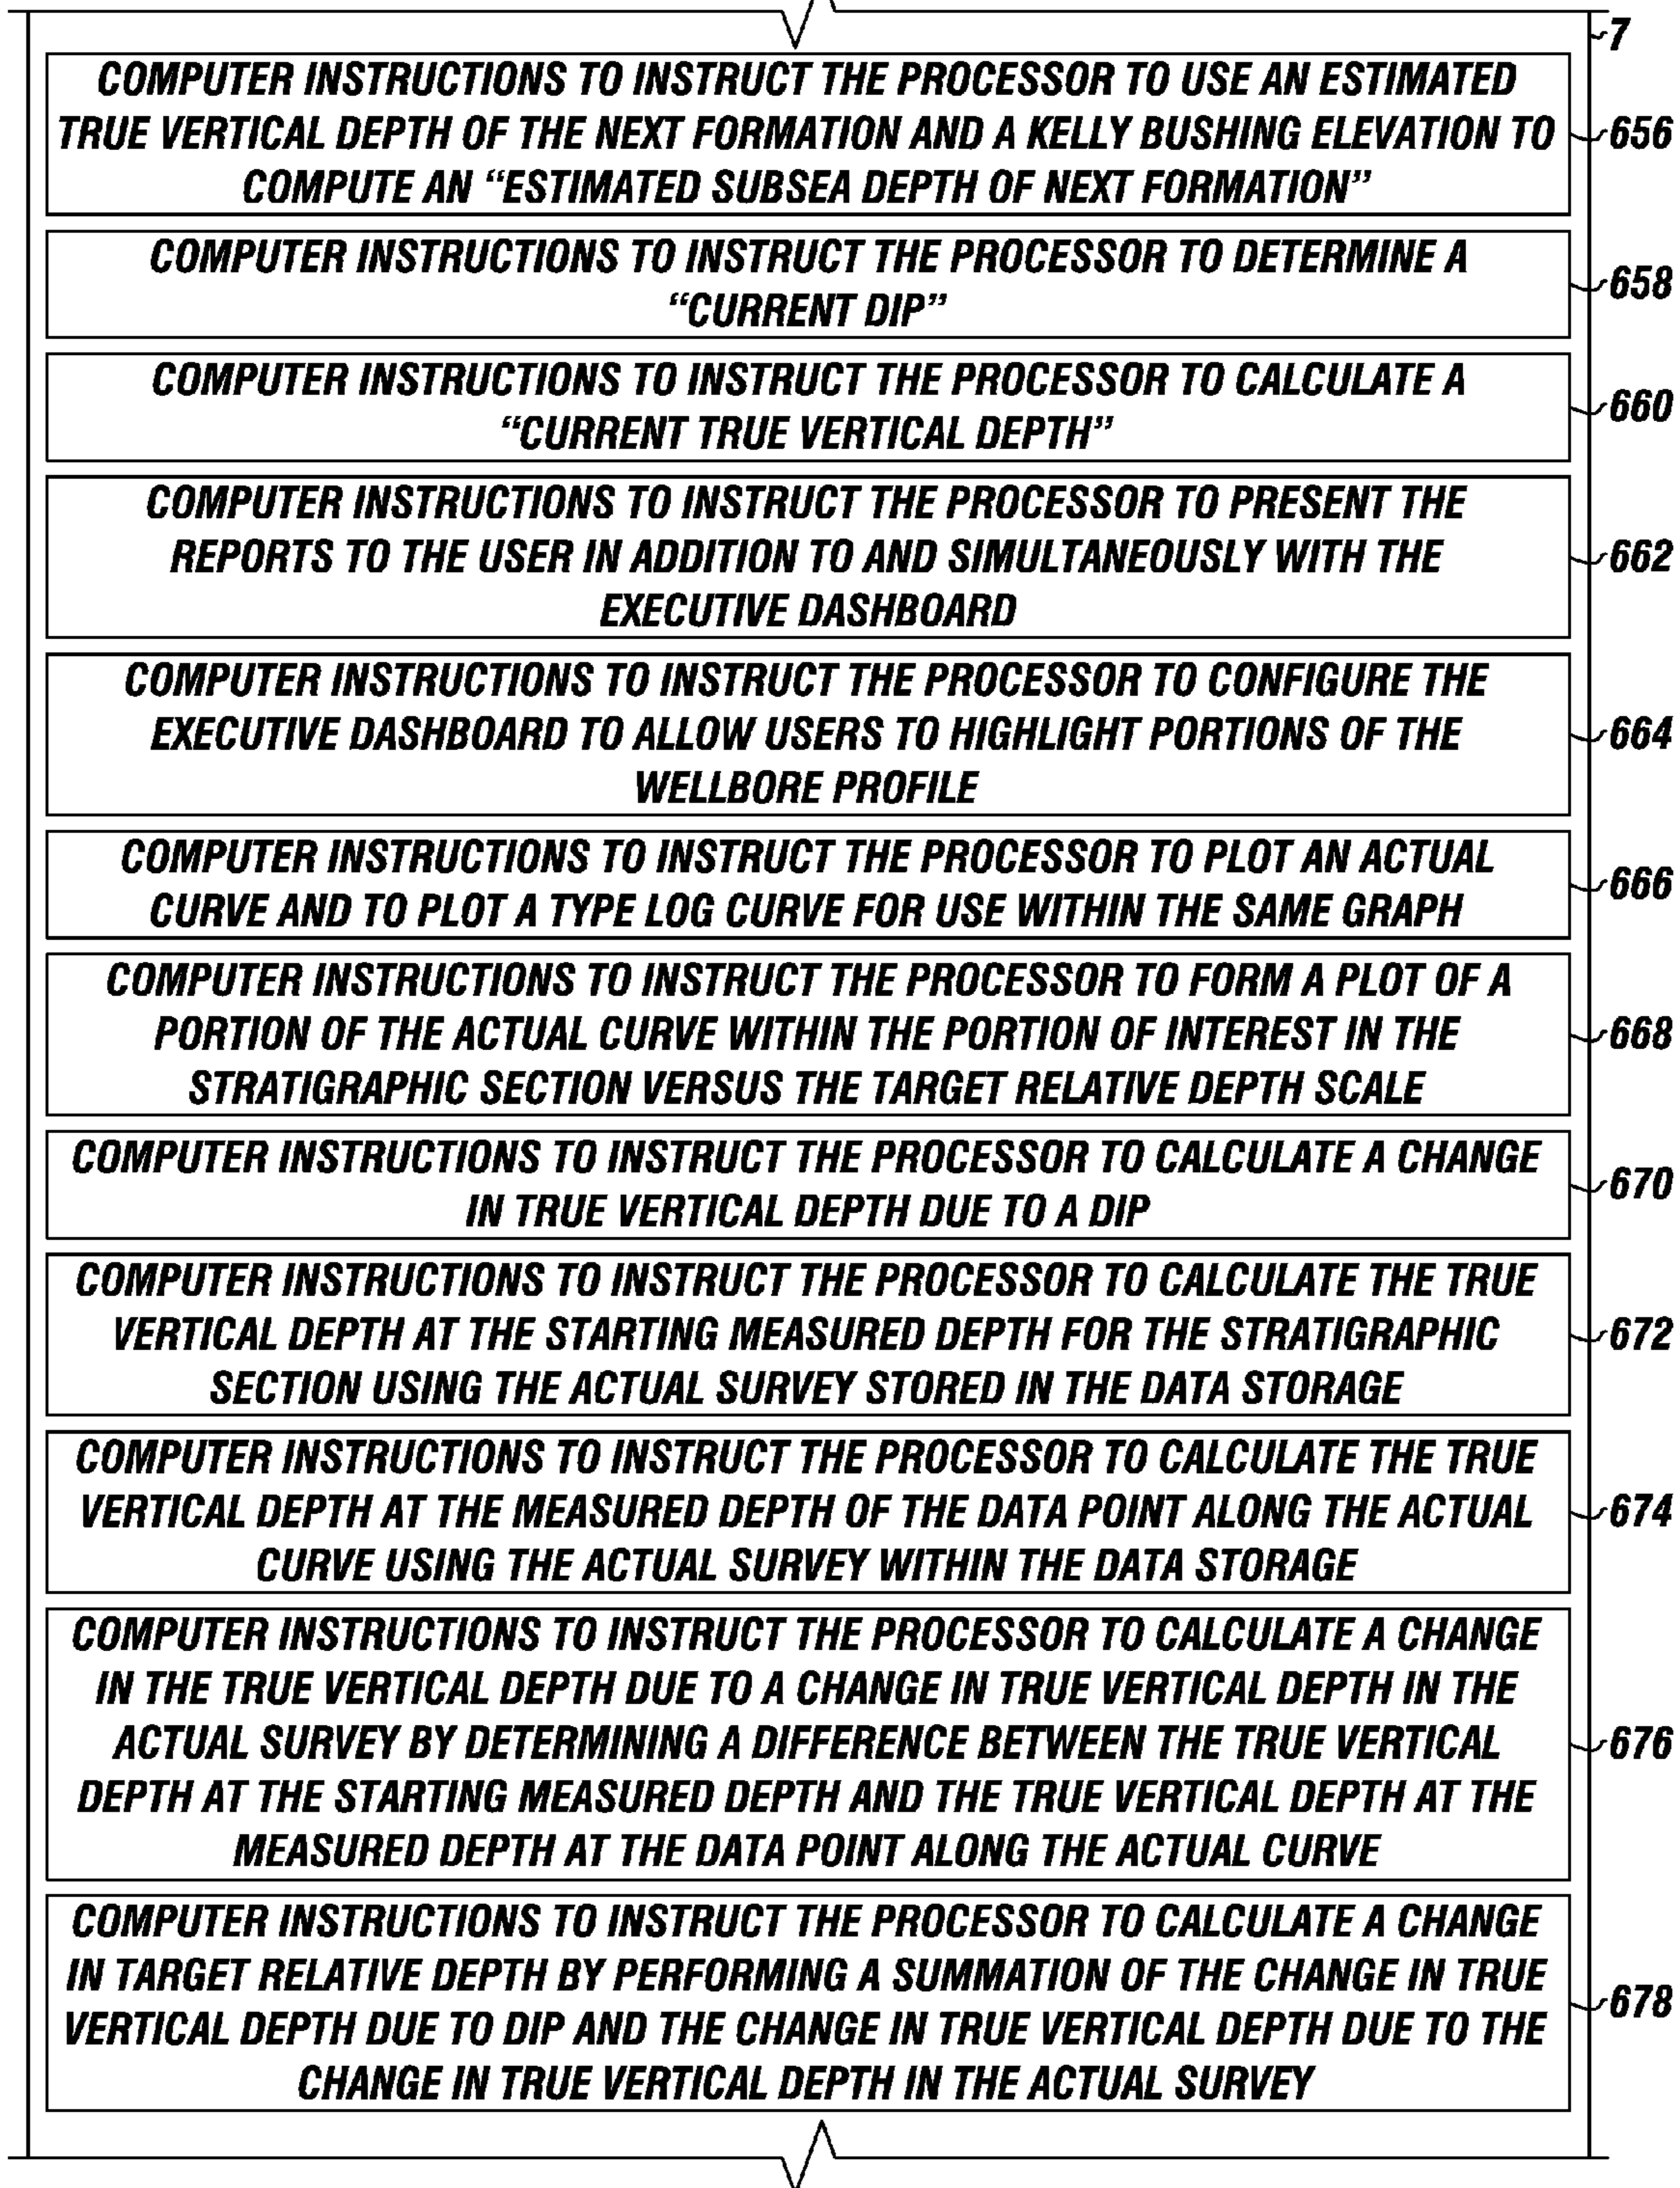 7
COMPUTER INSTRUCTIONS TO INSTRUCT THE PROCESSOR TO USE AN ESTIMATED
TRUE VERTICAL DEPTH OF THE NEXT FORMATION AND A KELLY BUSHING ELEVATION TO
COMPUTE AN “ESTIMATED SUBSEA DEPTH OF NEXT FORMATION”
656
COMPUTER INSTRUCTIONS TO INSTRUCT THE PROCESSOR TO DETERMINE A
“CURRENT DIP”
658
COMPUTER INSTRUCTIONS TO INSTRUCT THE PROCESSOR TO CALCULATE A
“CURRENT TRUE VERTICAL DEPTH”
660
COMPUTER INSTRUCTIONS TO INSTRUCT THE PROCESSOR TO PRESENT THE
REPORTS TO THE USER IN ADDITION TO AND SIMULTANEOUSLY WITH THE
EXECUTIVE DASHBOARD
662
COMPUTER INSTRUCTIONS TO INSTRUCT THE PROCESSOR TO CONFIGURE THE
EXECUTIVE DASHBOARD TO ALLOW USERS TO HIGHLIGHT PORTIONS OF THE
WELLBORE PROFILE
664
COMPUTER INSTRUCTIONS TO INSTRUCT THE PROCESSOR TO PLOT AN ACTUAL
CURVE AND TO PLOT A TYPE LOG CURVE FOR USE WITHIN THE SAME GRAPH
666
COMPUTER INSTRUCTIONS TO INSTRUCT THE PROCESSOR TO FORM A PLOT OF A
PORTION OF THE ACTUAL CURVE WITHIN THE PORTION OF INTEREST IN THE
STRATIGRAPHIC SECTION VERSUS THE TARGET RELATIVE DEPTH SCALE
668
COMPUTER INSTRUCTIONS TO INSTRUCT THE PROCESSOR TO CALCULATE A CHANGE
IN TRUE VERTICAL DEPTH DUE TO A DIP
670
COMPUTER INSTRUCTIONS TO INSTRUCT THE PROCESSOR TO CALCULATE THE TRUE
VERTICAL DEPTH AT THE STARTING MEASURED DEPTH FOR THE STRATIGRAPHIC
SECTION USING THE ACTUAL SURVEY STORED IN THE DATA STORAGE
672
COMPUTER INSTRUCTIONS TO INSTRUCT THE PROCESSOR TO CALCULATE THE TRUE
VERTICAL DEPTH AT THE MEASURED DEPTH OF THE DATA POINT ALONG THE ACTUAL
CURVE USING THE ACTUAL SURVEY WITHIN THE DATA STORAGE
674
COMPUTER INSTRUCTIONS TO INSTRUCT THE PROCESSOR TO CALCULATE A CHANGE
IN THE TRUE VERTICAL DEPTH DUE TO A CHANGE IN TRUE VERTICAL DEPTH IN THE
ACTUAL SURVEY BY DETERMINING A DIFFERENCE BETWEEN THE TRUE VERTICAL
DEPTH AT THE STARTING MEASURED DEPTH AND THE TRUE VERTICAL DEPTH AT THE
MEASURED DEPTH AT THE DATA POINT ALONG THE ACTUAL CURVE
676
COMPUTER INSTRUCTIONS TO INSTRUCT THE PROCESSOR TO CALCULATE A CHANGE
IN TARGET RELATIVE DEPTH BY PERFORMING A SUMMATION OF THE CHANGE IN TRUE
VERTICAL DEPTH DUE TO DIP AND THE CHANGE IN TRUE VERTICAL DEPTH DUE TO THE
CHANGE IN TRUE VERTICAL DEPTH IN THE ACTUAL SURVEY
678